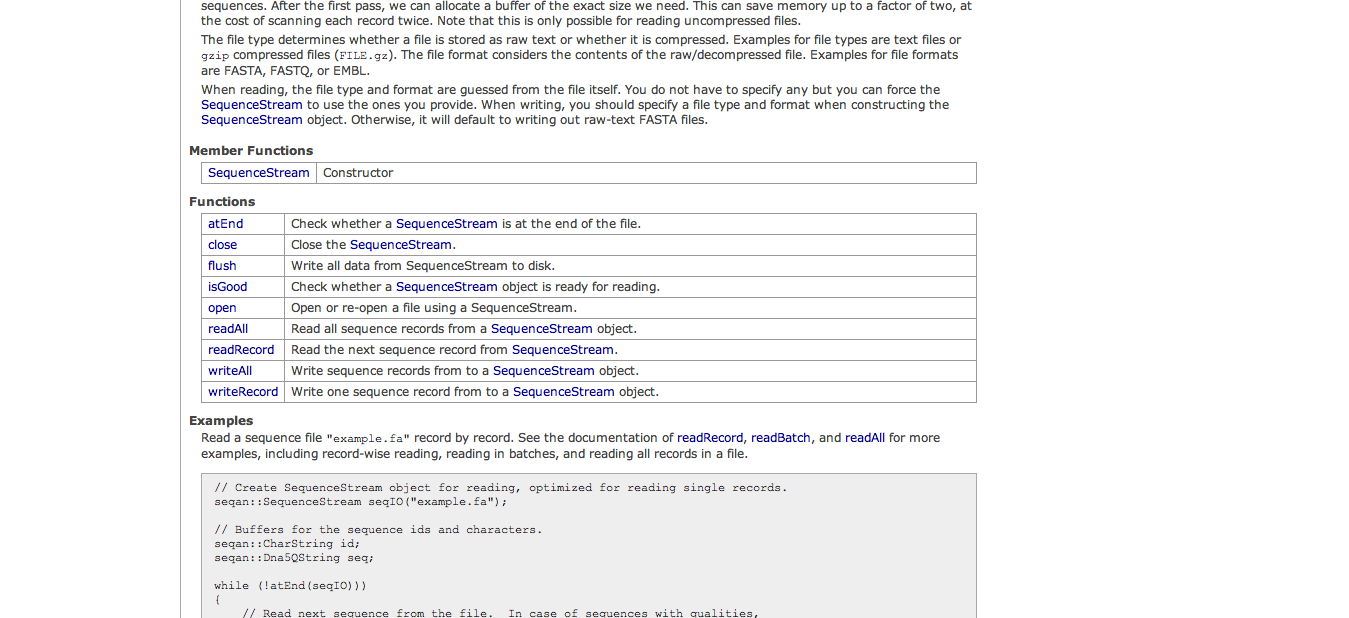 sequences. After the first pass, we can allocate a buffer of the exact size we need. This can save memory up to a factor of two, at
the cost of scanning each record twice. Note that this is only possible for reading uncompressed files.
The file type determines whether a file is stored as raw text or whether it is compressed. Examples for file types are text files or
gzip compressed files (FILE.gz). The file format considers the contents of the raw/decompressed file. Examples for file formats
are FASTA, FASTQ, or EMBL.
When reading, the file type and format are guessed from the file itself. You do not have to specify any but you can force the
SequenceStream to use the ones you provide. When writing, you should specify a file type and format when constructing the
SequenceStream object. Otherwise, it will default to writing out raw-text FASTA files.
Member Functions
SequenceStream Constructor
Functions
atEnd Check whether a SequenceStream is at the end of the file.
close Close the SequenceStream.
flush Write all data from SequenceStream to disk.
isGood Check whether a SequenceStream object is ready for reading.
open Open or re-open a file using a SequenceStream.
readAll Read all sequence records from a SequenceStream object.
readRecord Read the next sequence record from SequenceStream.
writeAll Write sequence records from to a SequenceStream object.
writeRecord Write one sequence record from to a SequenceStream object.
Examples
Read a sequence file "example.fa" record by record. See the documentation of readRecord, readBatch, and readAll for more
examples, including record-wise reading, reading in batches, and reading all records in a file.
// Create SequenceStream object for reading, optimized for reading single records.
seqan::SequenceStream seqIO("example.fa");
// Buffers for the sequence ids and characters.
seqan::CharString id;
seqan::Dna5QString seq;
while (!atEnd(seqIO)))
{
// Read next sequence from the file. In case of sequences with qualities,